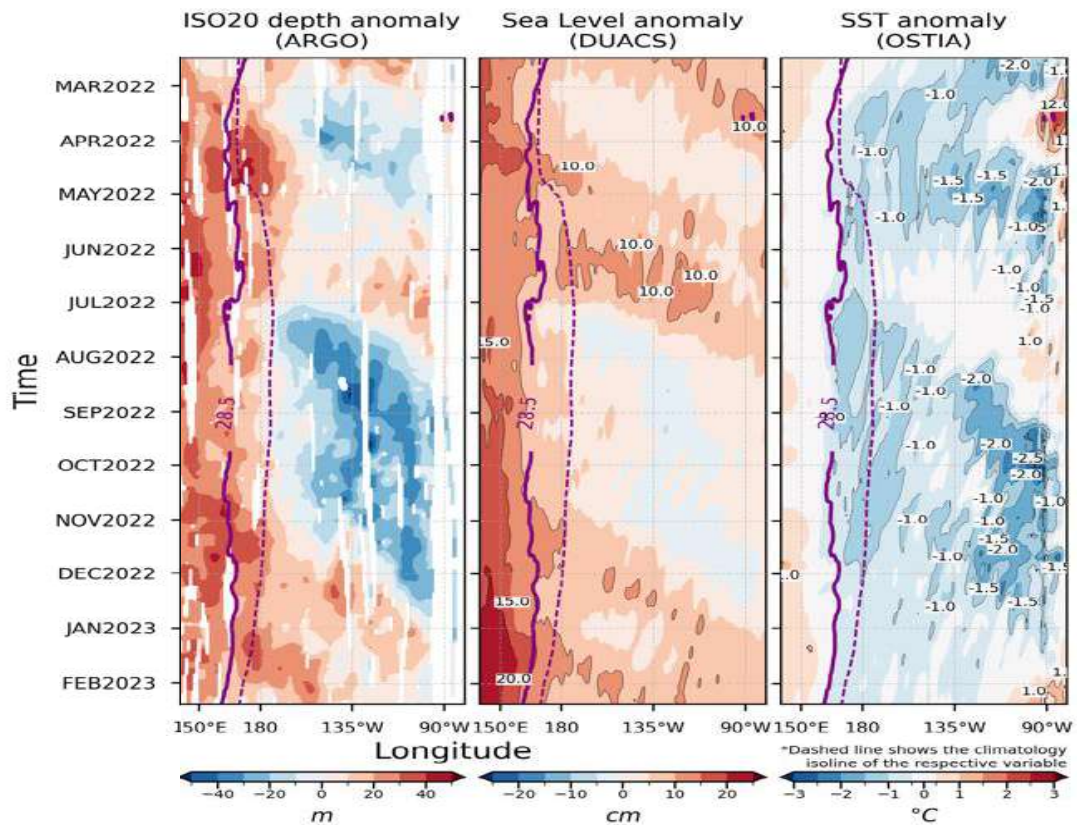 ISO20 depth anomaly
(ARGO)
Sea Level anomaly
(DUACS)
SST anomaly
(OSTIA)
Time
MAR2022
APR2022
MAY2022
JUN2022
JUL2022
AUG2022
SEP2022
OCT2022
NOV2022
DEC2022
JAN2023
FEB2023
28.5
10.0
10.0
10.0
10.0
10.0
15.0
28.5
15.0
20.0
-2.0
-1.5
-1.0
-1.0
-1.5
-1.5
-2.0
-1.5
-1.0
-1.05
-1.0
-1.0
-1.5
-1.0
1.0
-1.0
-2.0
-1.0
-1.0
28.5
-1.0
-2.0
-2.5
-1.0
-1.0
-1.0
-1.0
-1.0
-1.5
-2.0
-1.5
-1.5
-1.5
-1.0
1.0
150°E 180 135°W 90°W
150°E 180 135°W 90°W
150°E 180 135°W 90°W
Longitude
*Dashed line shows the climatology
isoline of the respective variable
−40 −20 0 20 40
m
−20 −10 0 10 20
cm
−3 −2 −1 0 1 2 3
°C